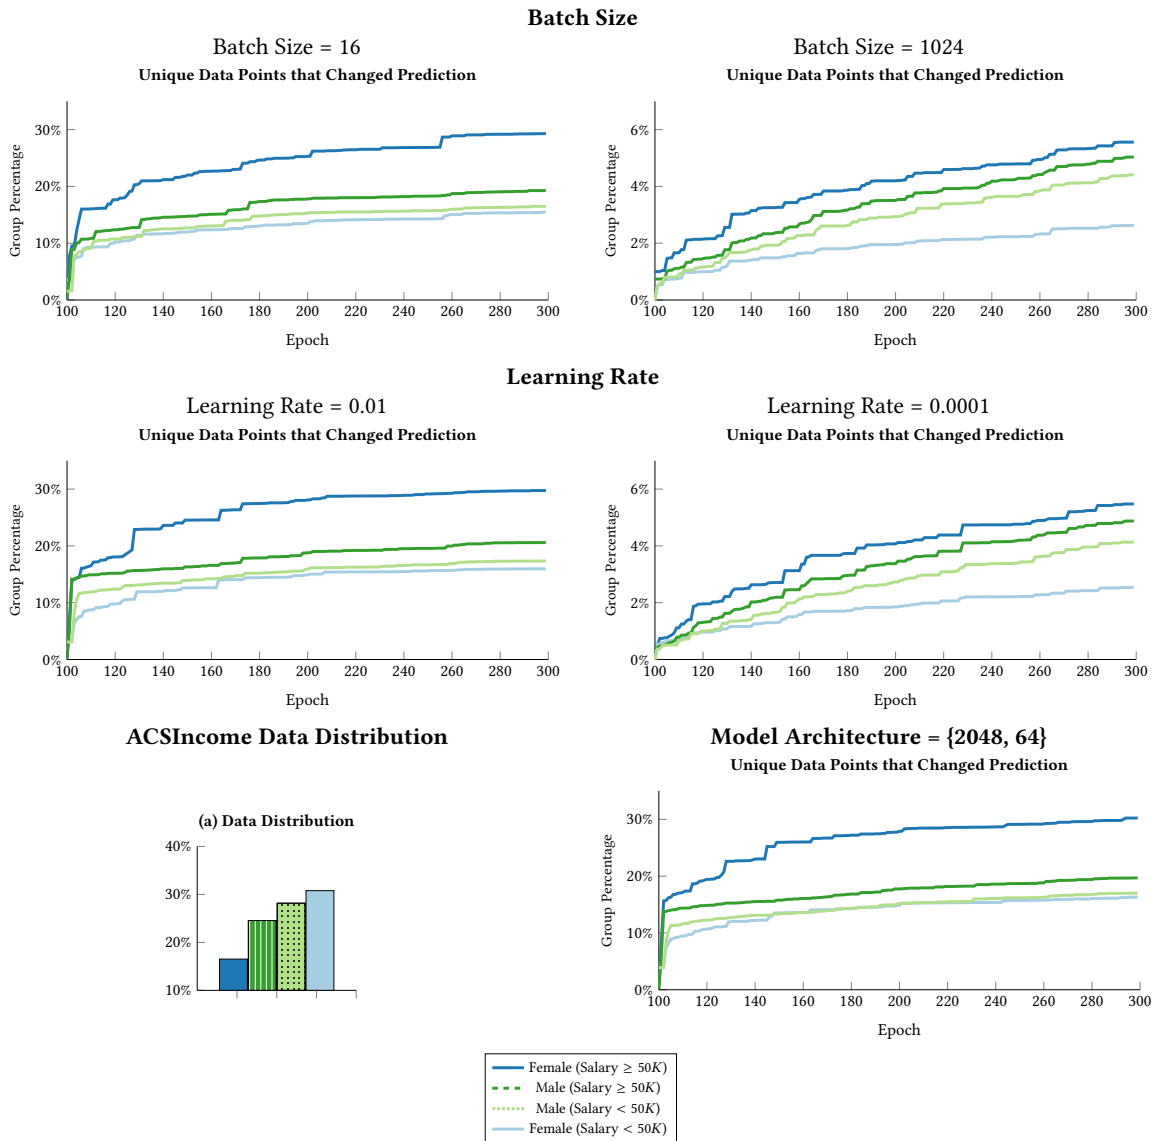 Batch Size
Batch Size = 16
Unique Data Points that Changed Prediction
Group Percentage
30%
20%
10%
0%
100 120 140 160 180 200 220 240 260 280 300
Epoch
Batch Size = 1024
Unique Data Points that Changed Prediction
Group Percentage
6%
4%
2%
0%
100 120 140 160 180 200 220 240 260 280 300
Epoch
Learning Rate
Learning Rate = 0.01
Unique Data Points that Changed Prediction
Group Percentage
30%
20%
10%
0%
100 120 140 160 180 200 220 240 260 280 300
Epoch
Learning Rate = 0.0001
Unique Data Points that Changed Prediction
Group Percentage
6%
4%
2%
0%
100 120 140 160 180 200 220 240 260 280 300
Epoch
ACSIncome Data Distribution
(a) Data Distribution
40%
30%
20%
10%
Model Architecture = {2048, 64}
Unique Data Points that Changed Prediction
Group Percentage
30%
20%
10%
0%
100 120 140 160 180 200 220 240 260 280 300
Epoch
Female (Salary ≥ 50K)
Male (Salary ≥ 50K)
Male (Salary < 50K)
Female (Salary < 50K)